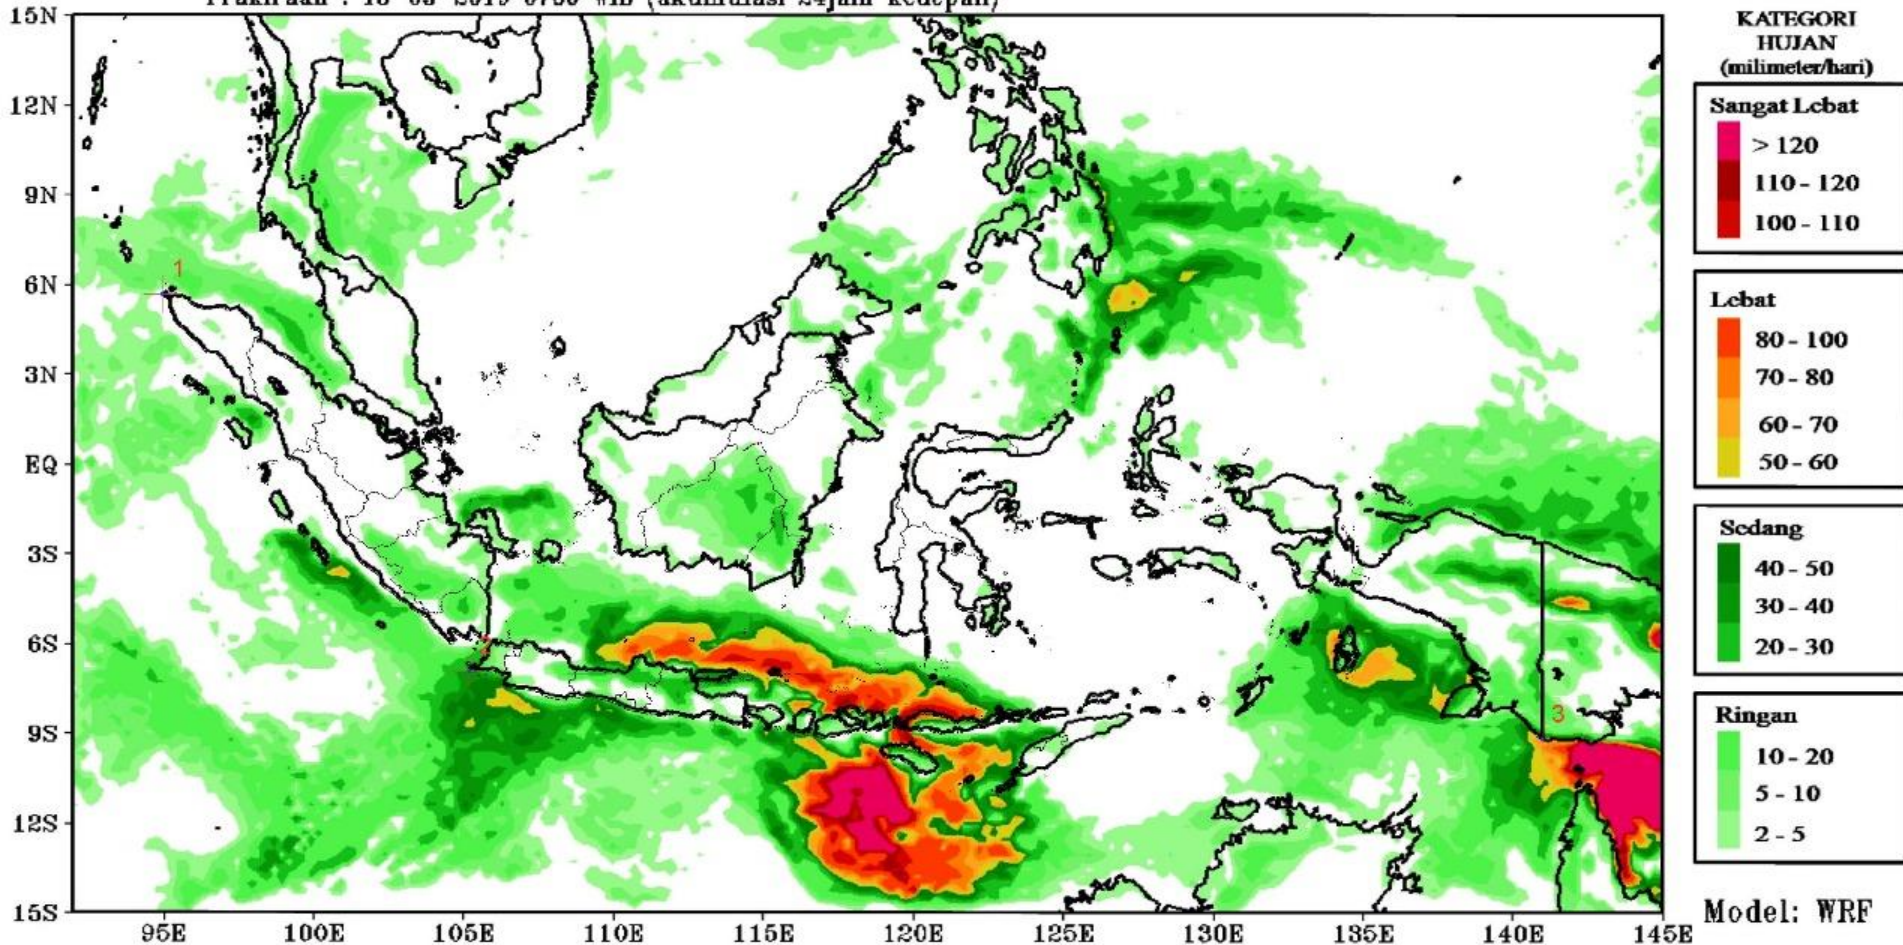 KATEGORI
HUJAN
(milimeter/hari)
Sangat Lebat
> 120
110 - 120
100 - 110
Lebat
80 - 100
70 - 80
60 - 70
50 - 60
Sedang
40 - 50
30 - 40
20 - 30
Ringan
10 - 20
5 - 10
2 - 5
Model: WRF
15N
12N
9N
6N
3N
EQ
3S
6S
9S
12S
15S
1
2
3
95E 100E 105E 110E 115E 120E 125E 130E 135E 140E 145E